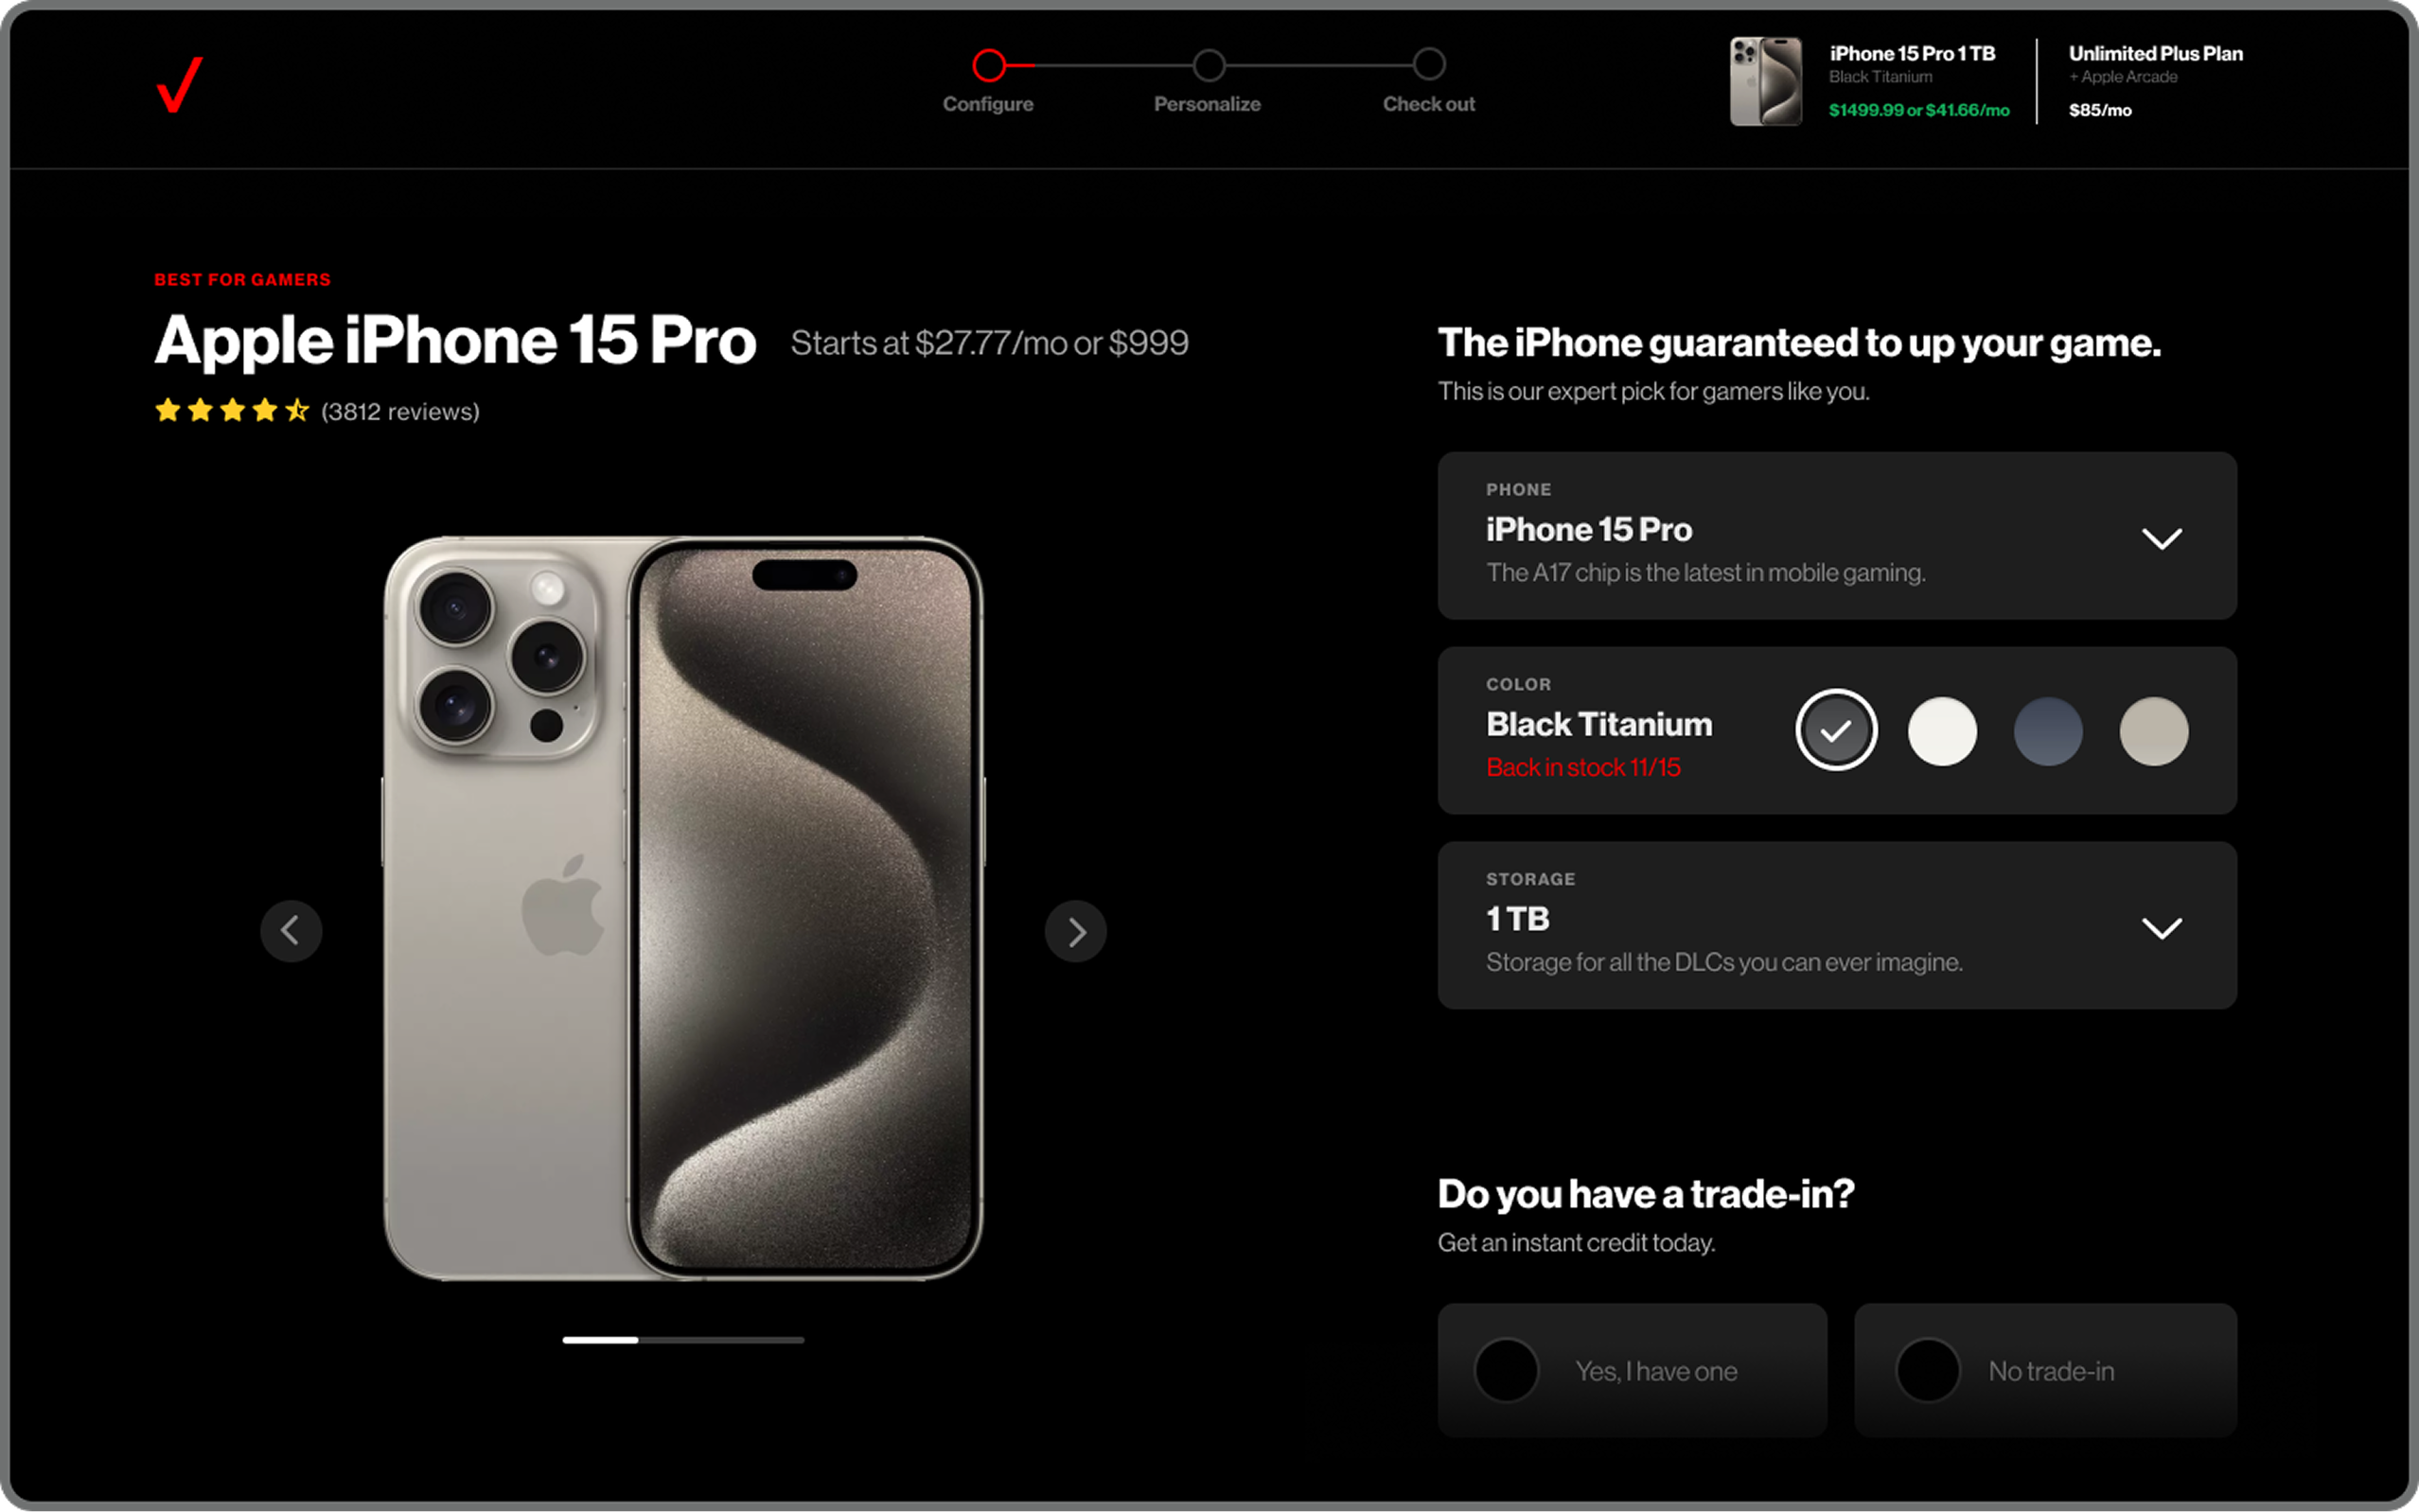 Configure
Personalize
Check out
iPhone 15 Pro 1 TB
Black Titanium
$1499.99 or $41.66/mo
Unlimited Plus Plan
+ Apple Arcade
$85/mo
BEST FOR GAMERS
Apple iPhone 15 Pro
Starts at $27.77/mo or $999
(3812 reviews)
The iPhone guaranteed to up your game.
This is our expert pick for gamers like you.
PHONE
iPhone 15 Pro
The A17 chip is the latest in mobile gaming.
COLOR
Black Titanium
Back in stock 11/15
STORAGE
1 TB
Storage for all the DLCs you can ever imagine.
Do you have a trade-in?
Get an instant credit today.
Yes, I have one
No trade-in